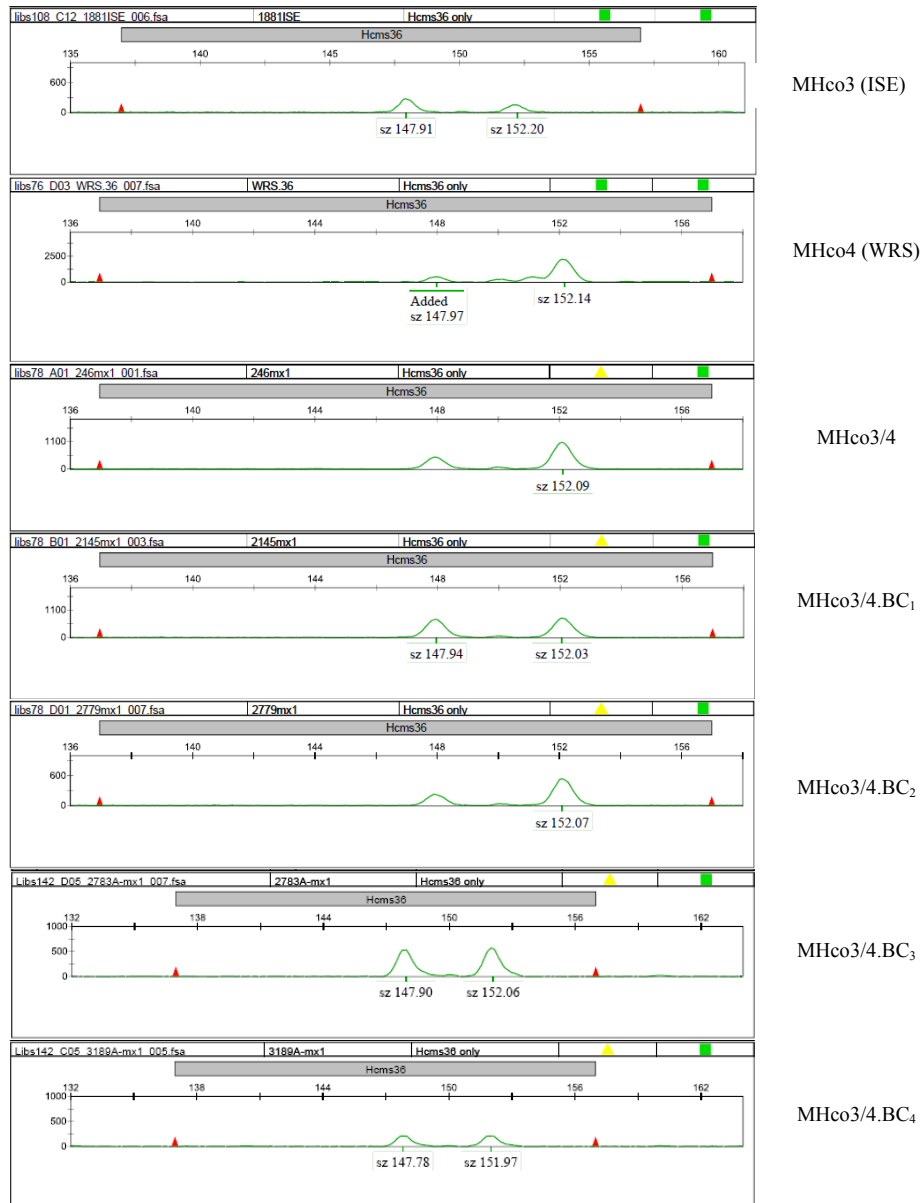 libs108_C12_1881ISE_006.fsa 1881ISE Hcms36 only
Hcms36
135 140 145 150 155 160
600
0
sz 147.91 sz 152.20
MHco3 (ISE)
libs76_D03_WRS.36_007.fsa WRS.36 Hcms36 only
Hcms36
136 140 144 148 152 156
2500
0
Added
sz 147.97 sz 152.14
MHco4 (WRS)
libs78_A01_246mx1_001.fsa 246mx1 Hcms36 only
Hcms36
136 140 144 148 152 156
1100
0
sz 152.09
MHco3/4
libs78_B01_2145mx1_003.fsa 2145mx1 Hcms36 only
Hcms36
136 140 144 148 152 156
1100
0
sz 147.94 sz 152.03
MHco3/4.BC₁
libs78_D01_2779mx1_007.fsa 2779mx1 Hcms36 only
Hcms36
136 140 144 148 152 156
600
0
sz 152.07
MHco3/4.BC₂
Libs142_D05_2783A-mx1_007.fsa 2783A-mx1 Hcms36 only
Hcms36
132 138 144 150 156 162
1000
500
0
sz 147.90 sz 152.06
MHco3/4.BC₃
Libs142_C05_3189A-mx1_005.fsa 3189A-mx1 Hcms36 only
Hcms36
132 138 144 150 156 162
1000
500
0
sz 147.78 sz 151.97
MHco3/4.BC₄